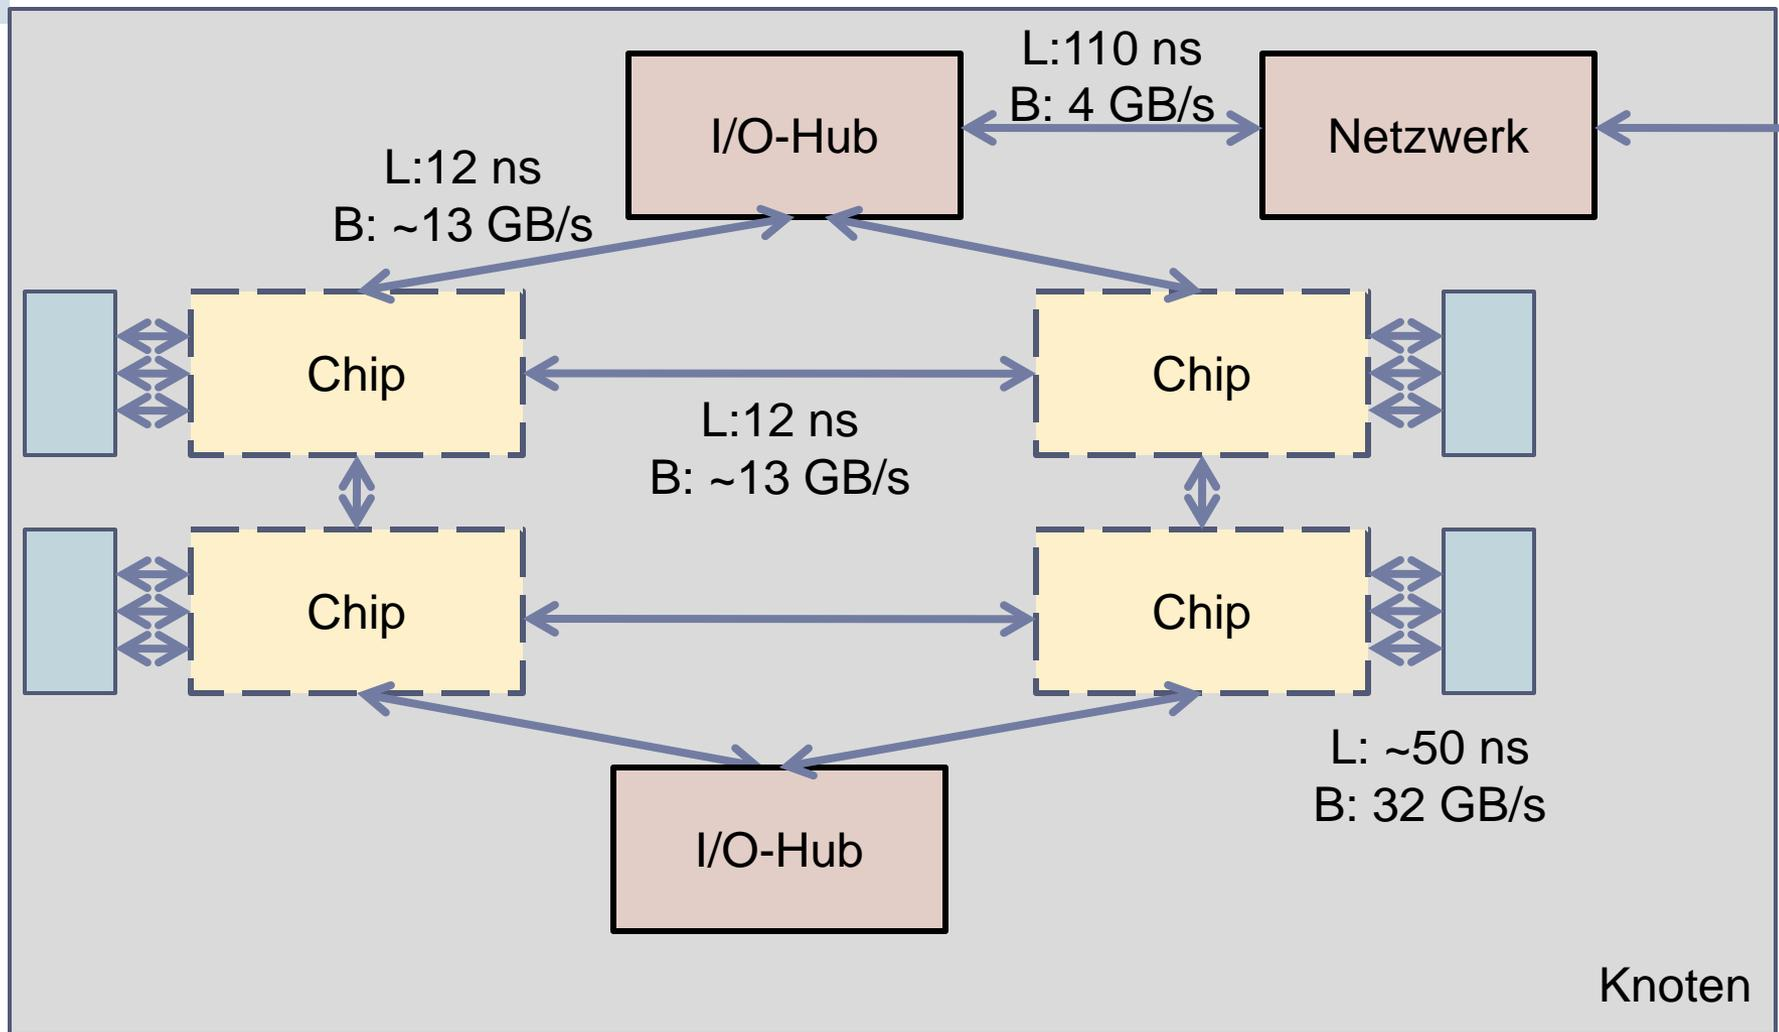 L:110 ns
B: 4 GB/s
I/O-Hub
Netzwerk
L:12 ns
B: ~13 GB/s
Chip
Chip
L:12 ns
B: ~13 GB/s
Chip
Chip
L: ~50 ns
B: 32 GB/s
I/O-Hub
Knoten